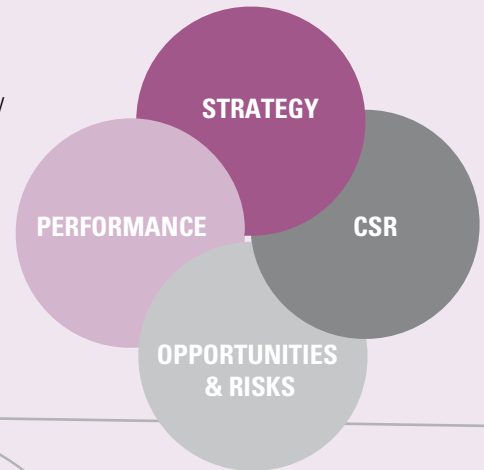 STRATEGY
PERFORMANCE
CSR
OPPORTUNITIES
& RISKS